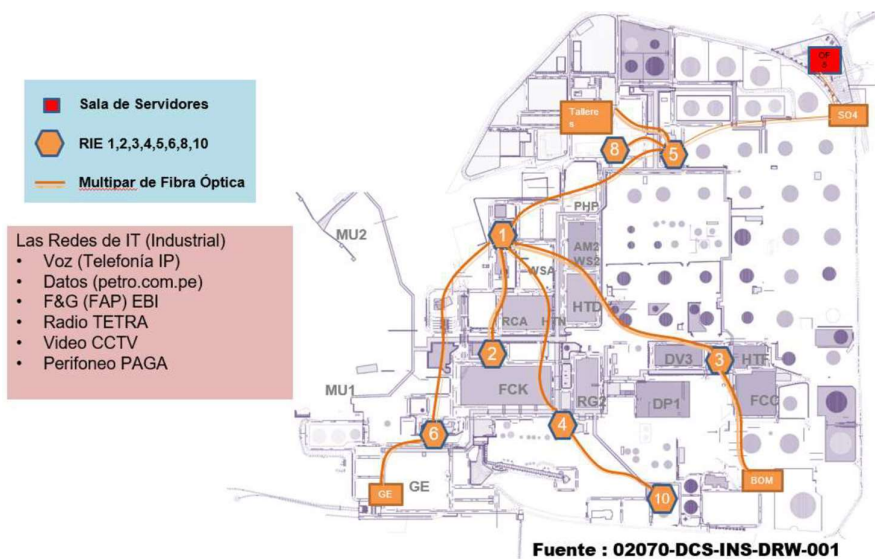 Sala de Servidores
RIE 1,2,3,4,5,6,8,10
Multipar de Fibra Óptica
Las Redes de IT (Industrial)
• Voz (Telefonía IP)
• Datos (petro.com.pe)
• F&G (FAP) EBI
• Radio TETRA
• Video CCTV
• Perifoneo PAGA
Tallere
s
SO4
8
5
PHP
MU2
1
AM2
WS2
WSA
HTD
RCA
HTN
2
DV3
3
HTF
MU1
FCK
RG2
DP1
FCC
4
6
GE
GE
BOM
10
Fuente : 02070-DCS-INS-DRW-001